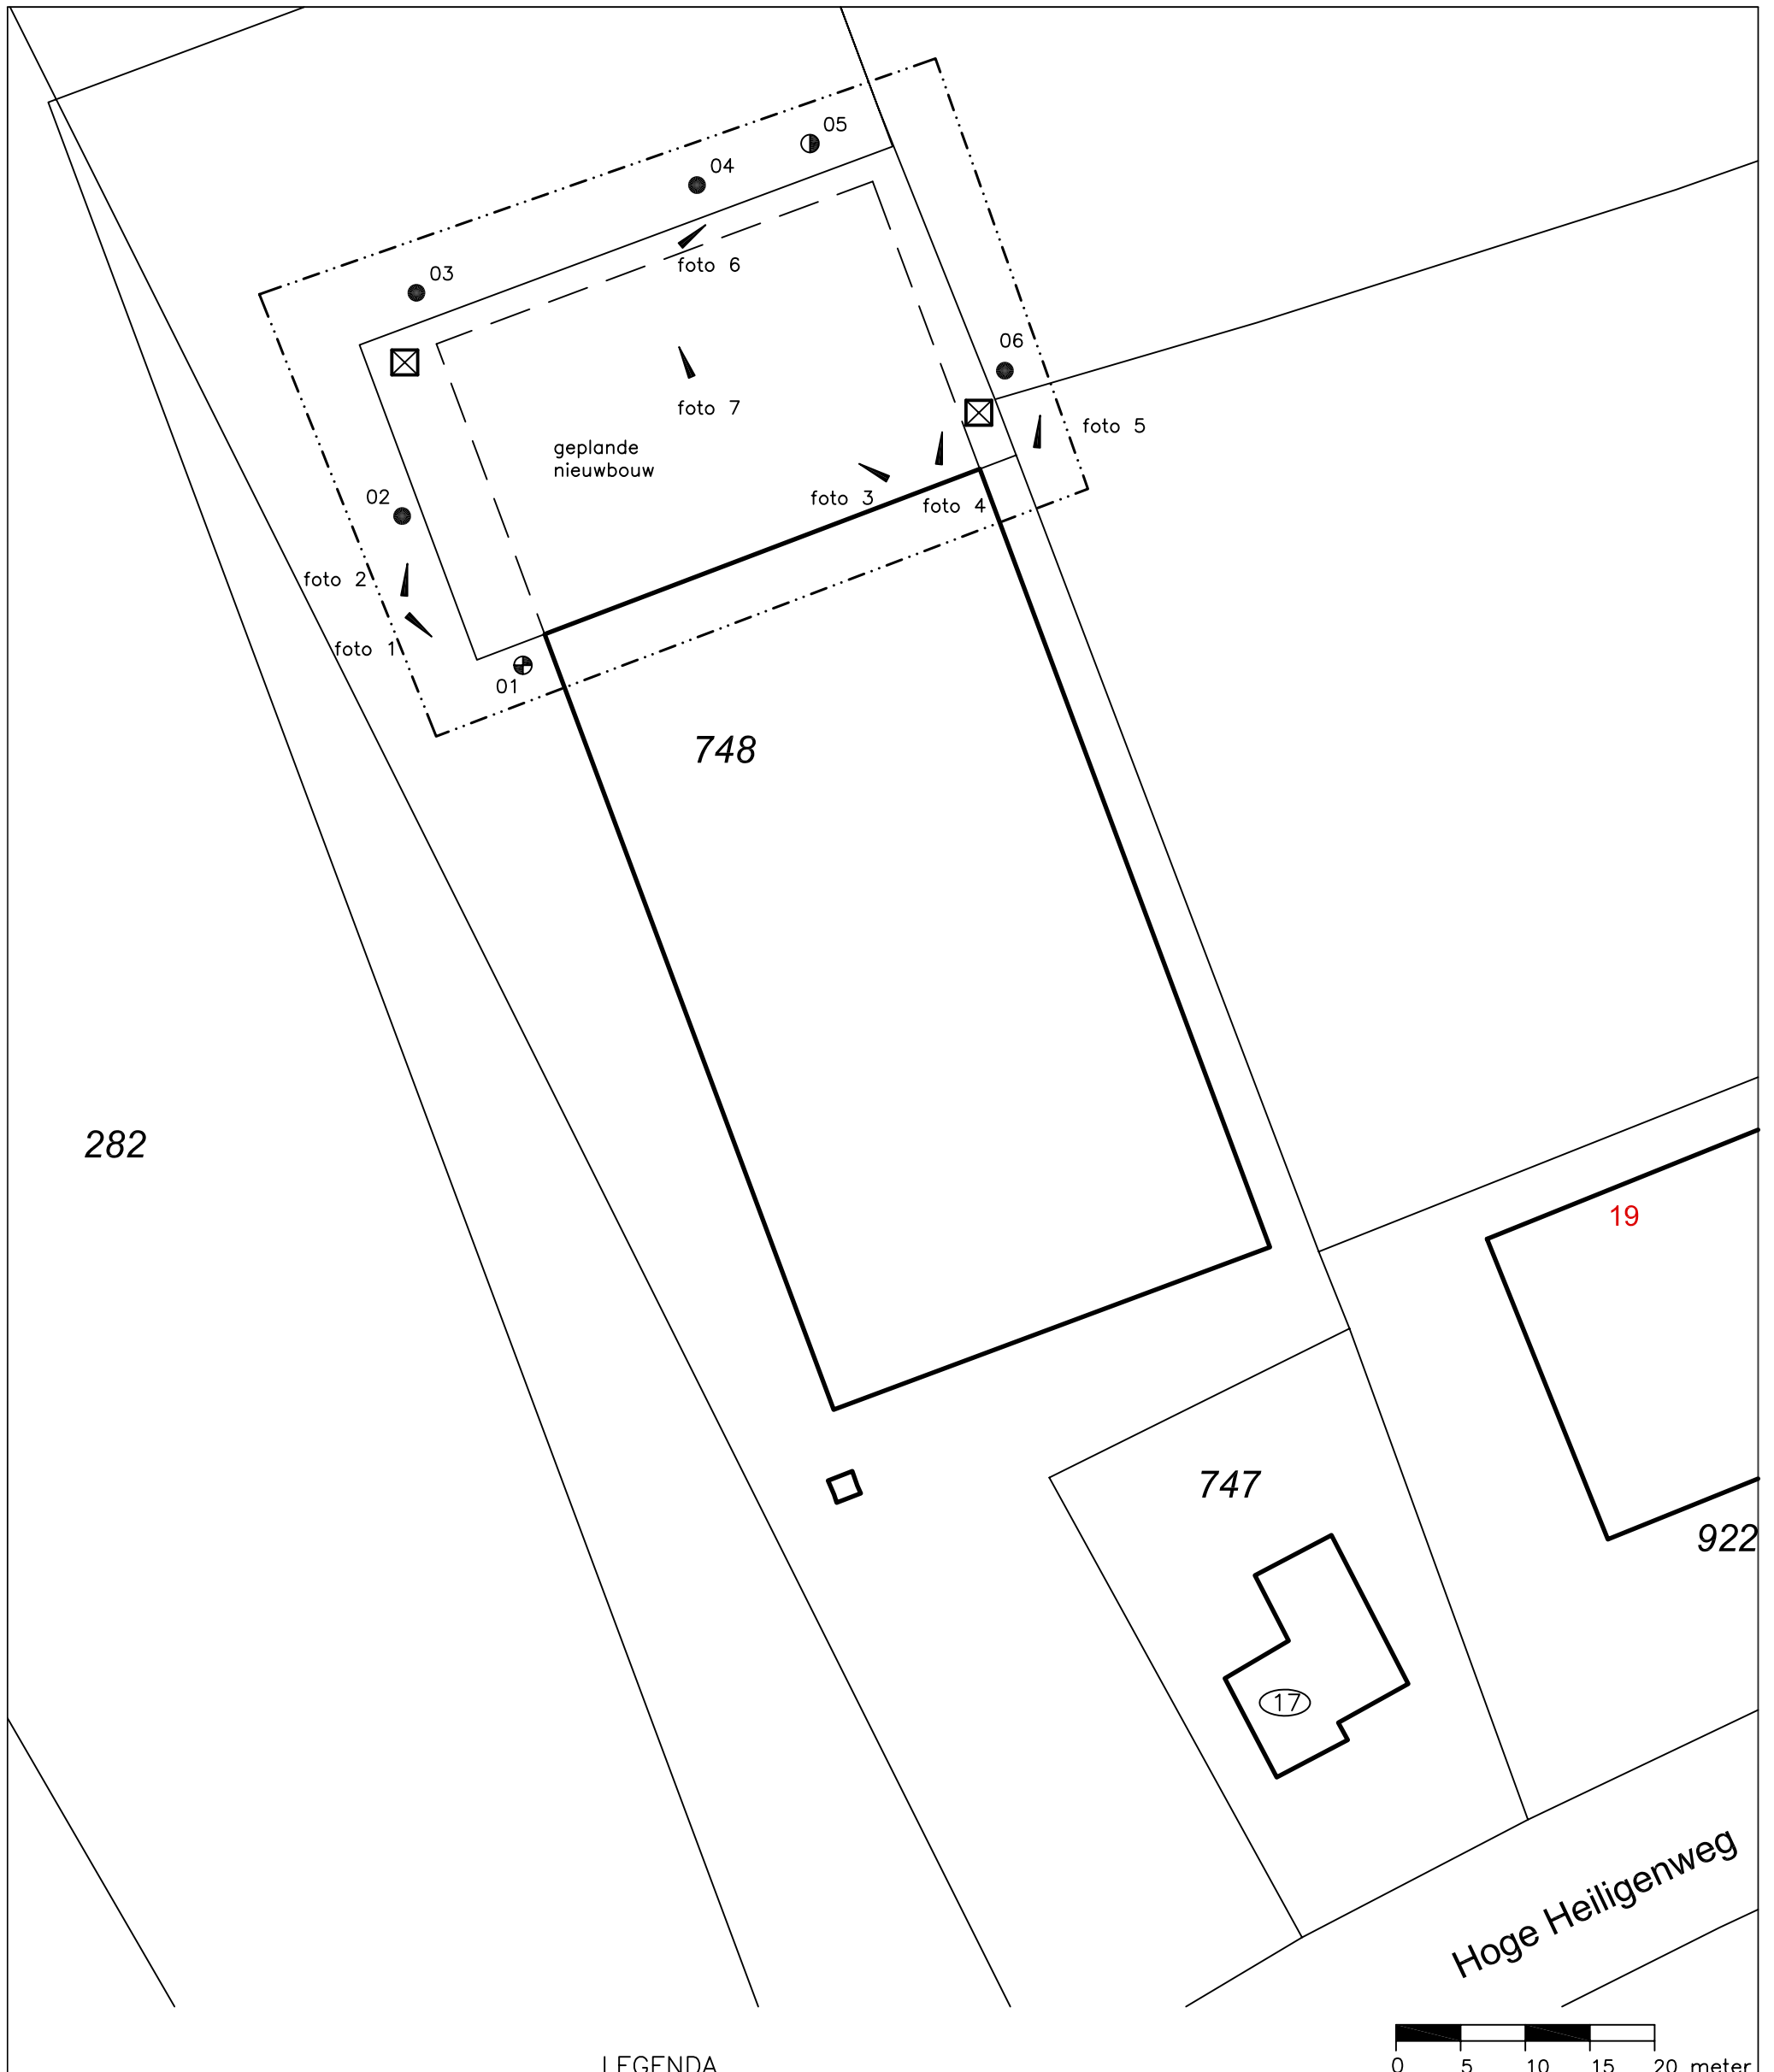 05
04
03
foto 6
06
foto 7
foto 5
geplande
nieuwbouw
02
foto 3
foto 4
foto 2
foto 1
01
748
282
19
747
922
17
Hoge Heiligenweg
LEGENDA
0 5 10 15 20 meter